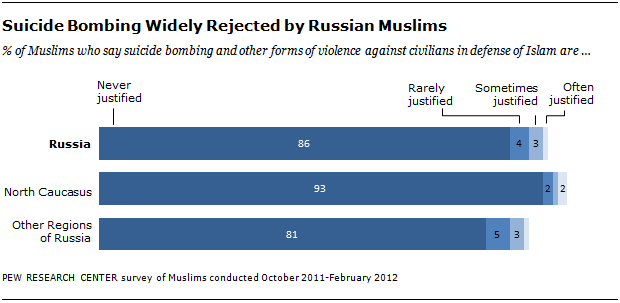 Suicide Bombing Widely Rejected by Russian Muslims
% of Muslims who say suicide bombing and other forms of violence against civilians in defense of Islam are ...
Never
justified
Rarely
justified
Sometimes
justified
Often
justified
Russia
86
4
3
North Caucasus
93
2
2
Other Regions
of Russia
81
5
3
PEW RESEARCH CENTER survey of Muslims conducted October 2011-February 2012